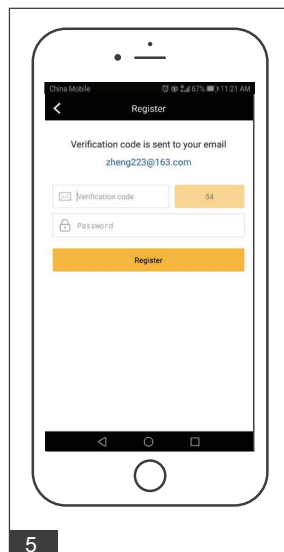 China Mobile 67% 11:21 AM
Register
Verification code is sent to your email
zheng223@163.com
Verification code 54
Password
Register
5